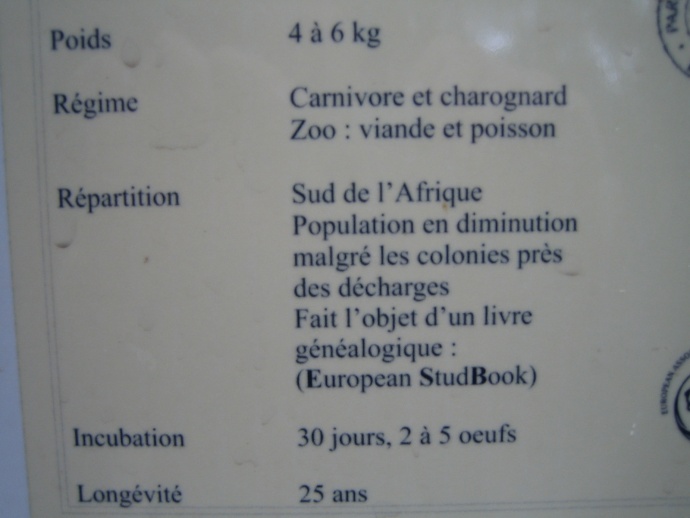 Poids 4 à 6 kg
Régime Carnivore et charognard
Zoo : viande et poisson
Répartition Sud de l'Afrique
Population en diminution
malgré les colonies près
des décharges
Fait l'objet d'un livre
généalogique :
(European StudBook)
Incubation 30 jours, 2 à 5 oeufs
Longévité 25 ans